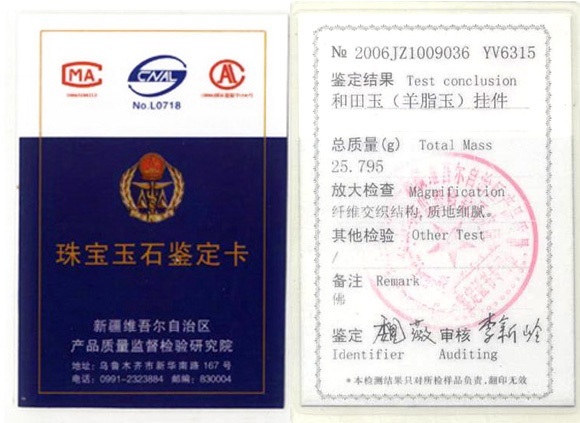 MA
CNAL
No.L0718
珠宝玉石鉴定卡
新疆维吾尔自治区
产品质量监督检验研究院
地址：乌鲁木齐市新华南路 167 号
电话：0991-2323884 邮编：830004
№ 2006JZ1009036 YV6315
鉴定结果 Test conclusion
和田玉（羊脂玉）挂件
总质量(g) Total Mass
25.795
放大检查 Magnification
纤维交织结构，质地细腻。
其他检验 Other Test
/
备注 Remark
佛
鉴定 审核 李新岭
Identifier Auditing
*本检测结果只对所检样品负责，翻印无效